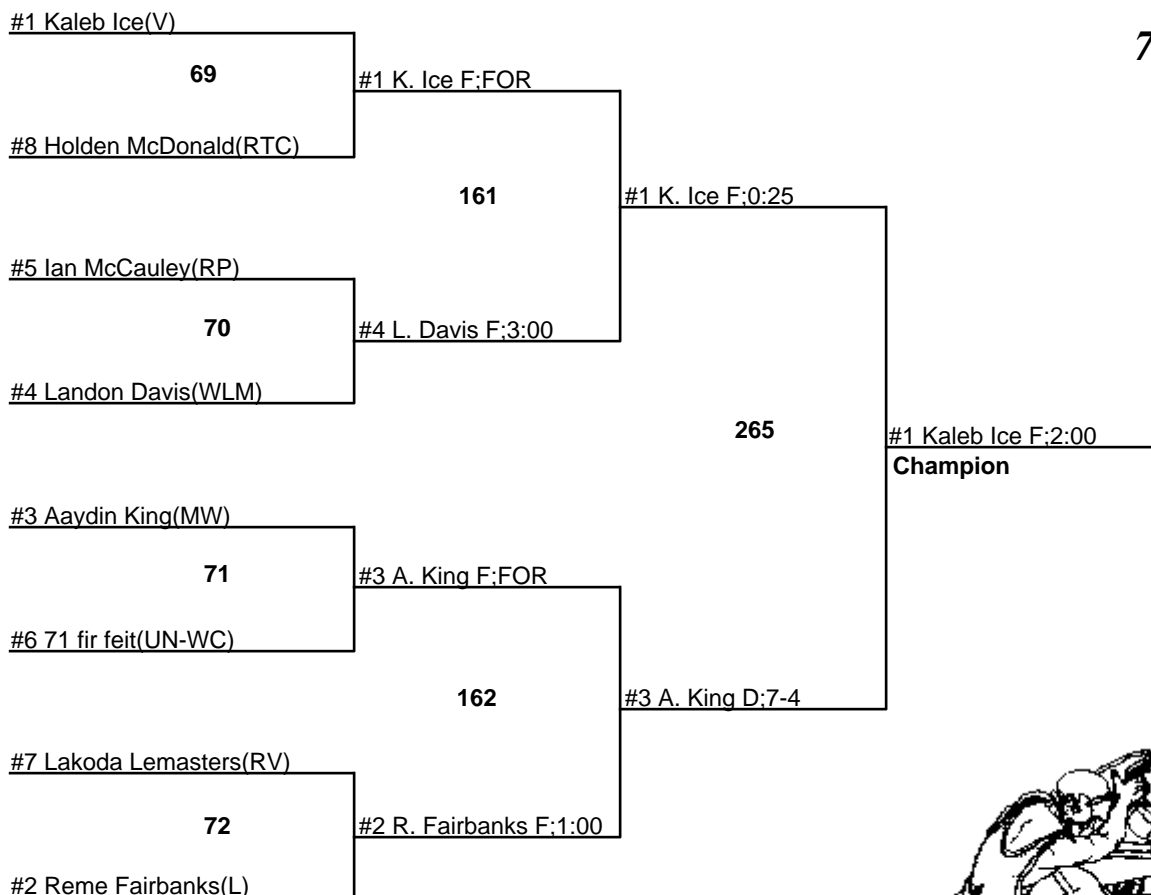 #1 Kaleb Ice(V)
7
69
#1 K. Ice F;FOR
#8 Holden McDonald(RTC)
161
#1 K. Ice F;0:25
#5 Ian McCauley(RP)
70
#4 L. Davis F;3:00
#4 Landon Davis(WLM)
265
#1 Kaleb Ice F;2:00
Champion
#3 Aaydin King(MW)
71
#3 A. King F;FOR
#6 71 fir feit(UN-WC)
162
#3 A. King D;7-4
#7 Lakoda Lemasters(RV)
72
#2 R. Fairbanks F;1:00
#2 Reme Fairbanks(L)